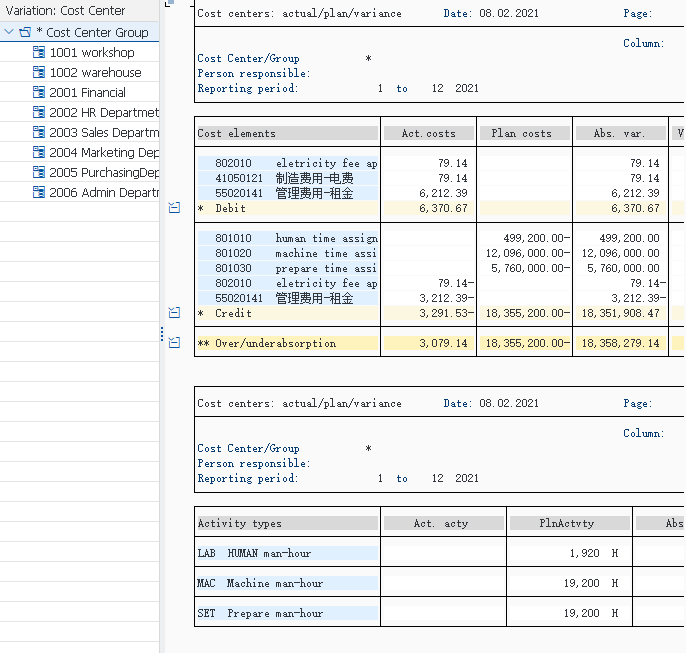 Variation: Cost Center
* Cost Center Group
1001 workshop
1002 warehouse
2001 Financial
2002 HR Departmet
2003 Sales Departm
2004 Marketing Dep
2005 PurchasingDep
2006 Admin Departr
Cost centers: actual/plan/variance Date: 08.02.2021 Page:
Column:
Cost Center/Group *
Person responsible:
Reporting period: 1 to 12 2021
Cost elements Act.costs Plan costs Abs. var. V
802010 eletricity fee ap 79.14 79.14
41050121 制造费用-电费 79.14 79.14
55020141 管理费用-租金 6,212.39 6,212.39
* Debit 6,370.67 6,370.67
801010 human time assign 499,200.00- 499,200.00
801020 machine time assi 12,096,000.00- 12,096,000.00
801030 prepare time assi 5,760,000.00- 5,760,000.00
802010 eletricity fee ap 79.14- 79.14-
55020141 管理费用-租金 3,212.39- 3,212.39-
* Credit 3,291.53- 18,355,200.00- 18,351,908.47
** Over/underabsorption 3,079.14 18,355,200.00- 18,358,279.14
Cost centers: actual/plan/variance Date: 08.02.2021 Page:
Column:
Cost Center/Group *
Person responsible:
Reporting period: 1 to 12 2021
Activity types Act. acty PlnActvty Abs
LAB HUMAN man-hour 1,920 H
MAC Machine man-hour 19,200 H
SET Prepare man-hour 19,200 H